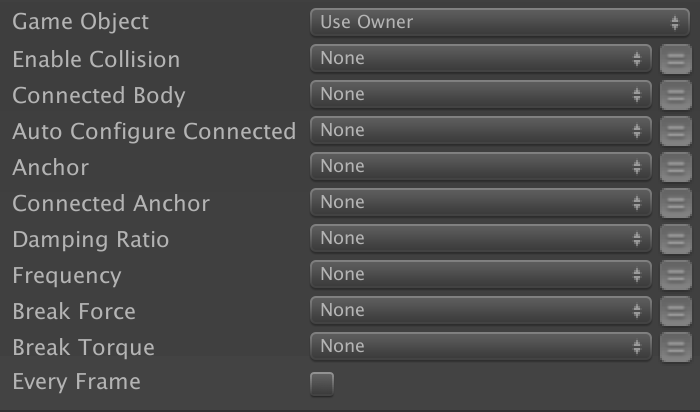 Game Object Use Owner
Enable Collision None
Connected Body None
Auto Configure Connected None
Anchor None
Connected Anchor None
Damping Ratio None
Frequency None
Break Force None
Break Torque None
Every Frame